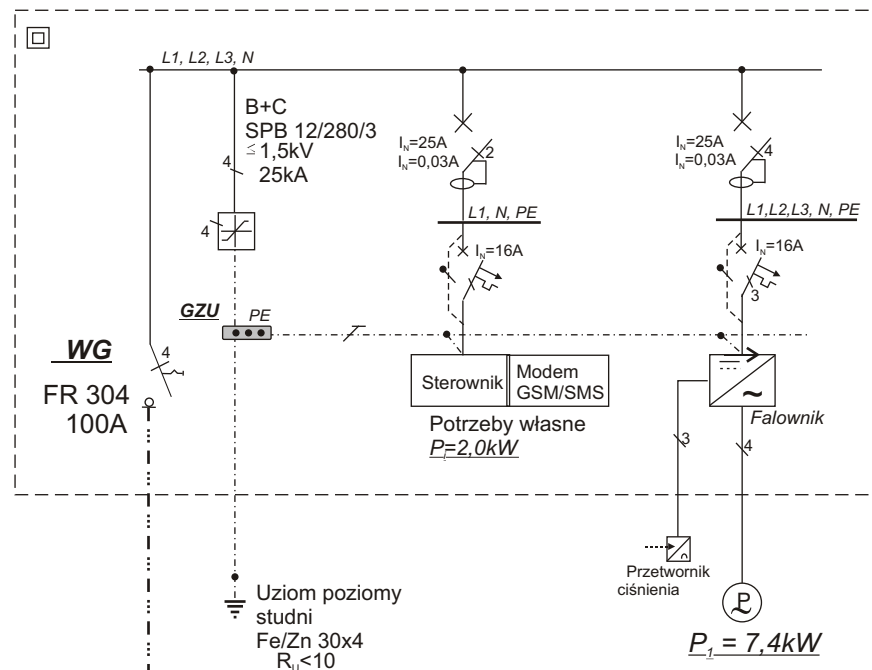 L1, L2, L3, N
B+C
SPB 12/280/3
≤ 1,5kV
25kA
4
4
I_N=25A
I_N=0,03A
2
I_N=25A
I_N=0,03A
4
L1, N, PE
L1,L2,L3, N, PE
I_N=16A
I_N=16A
3
GZU PE
WG
4
FR 304
100A
Sterownik
Modem
GSM/SMS
Falownik
Potrzeby własne
P_i=2,0kW
3
4
Przetwornik
ciśnienia
P
P_1 = 7,4kW
Uziom poziomy
studni
Fe/Zn 30x4
R_U<10